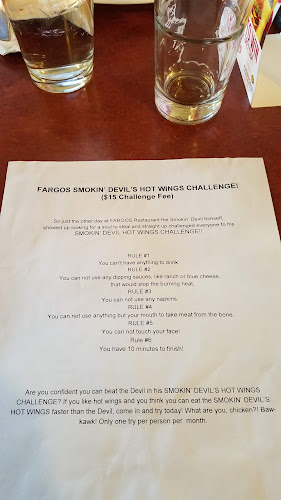 FARGOS SMOKIN' DEVIL'S HOT WINGS CHALLENGE!
($15 Challenge Fee)
So just the other day at FARGOS Restaurant the Smokin' Devil himself,
showed up looking for a soul to steal and straight up challenged everyone to his
SMOKIN' DEVIL HOT WINGS CHALLENGE!!
RULE #1
You can't have anything to drink.
RULE #2
You can not use any dipping sauces, like ranch or blue cheese,
that would stop the burning heat.
RULE #3
You can not use any napkins.
RULE #4
You can not use anything but your mouth to take meat from the bone.
RULE #5
You can not touch your face!
Rule #6
You have 10 minutes to finish!
Are you confident you can beat the Devil in his SMOKIN' DEVIL'S HOT WINGS
CHALLENGE? If you like hot wings and you think you can eat the SMOKIN' DEVIL'S
HOT WINGS faster than the Devil, come in and try today! What are you, chicken?! Baw-
kawk! Only one try per person per month.